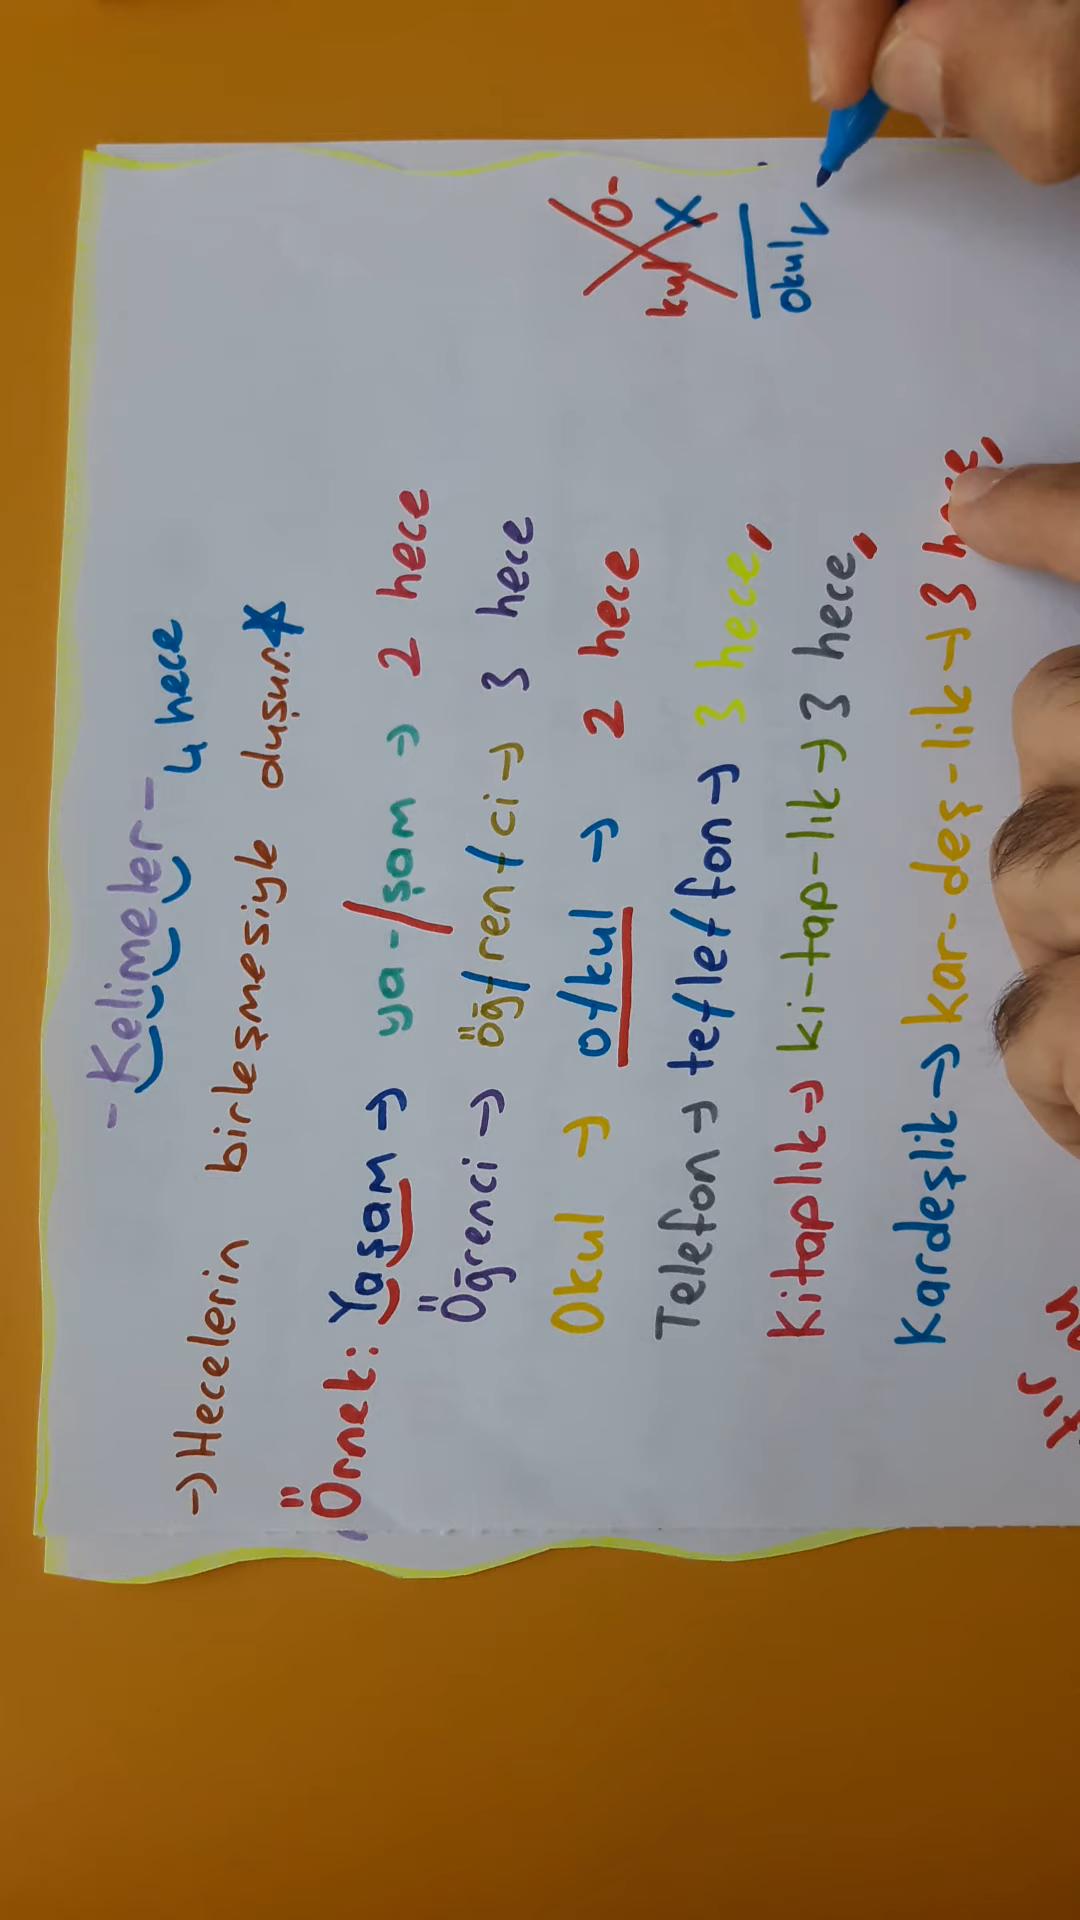 -Kelimeler-
4 hece
→Hecelerin birleşmesiyle oluşur.
Örnek: Yaşam → ya-şam → 2 hece
Öğrenci → öğ/ren/ci → 3 hece
Okul → o/kul → 2 hece
Telefon → te/le/fon → 3 hece,
Kitaplık → ki-tap-lık → 3 hece,
Kardeşlik → kar-deş-lik → 3 hece,
o-
kul X
okul